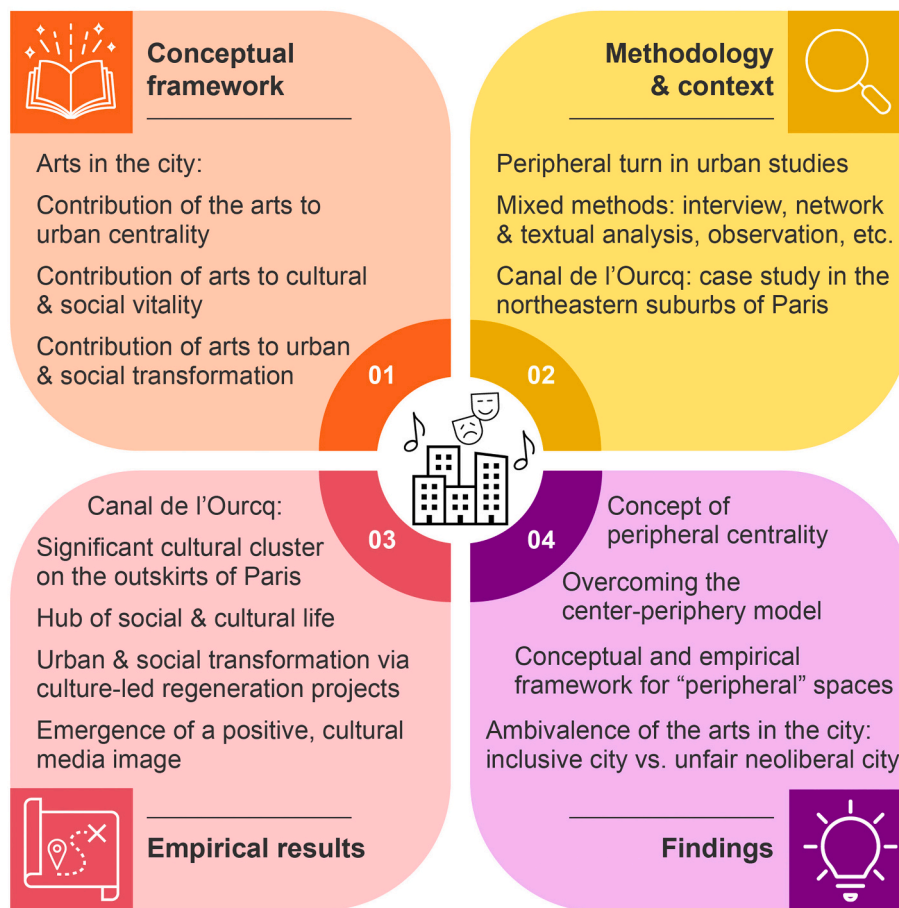 Conceptual
framework
Arts in the city:
Contribution of the arts to
urban centrality
Contribution of arts to cultural
& social vitality
Contribution of arts to urban
& social transformation
01
Methodology
& context
Peripheral turn in urban studies
Mixed methods: interview, network
& textual analysis, observation, etc.
Canal de l’Ourcq: case study in the
northeastern suburbs of Paris
02
Canal de l’Ourcq:
03
Significant cultural cluster
on the outskirts of Paris
Hub of social & cultural life
Urban & social transformation via
culture-led regeneration projects
Emergence of a positive, cultural
media image
Empirical results
04
Concept of
peripheral centrality
Overcoming the
center-periphery model
Conceptual and empirical
framework for “peripheral” spaces
Ambivalence of the arts in the city:
inclusive city vs. unfair neoliberal city
Findings